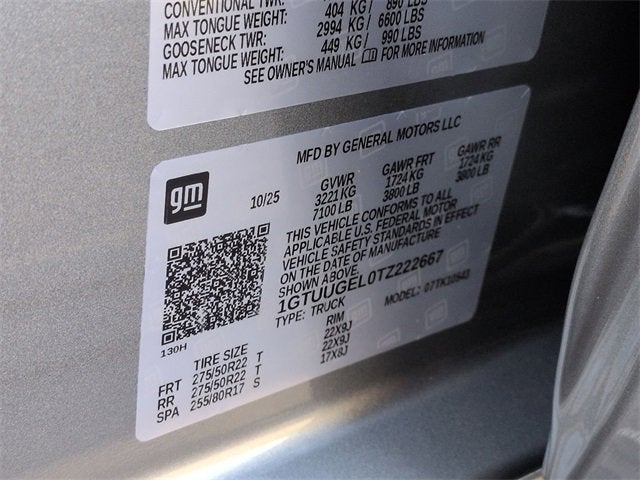 CONVENTIONAL TWR: 404 KG/ 890 LBS
MAX TONGUE WEIGHT: 2994 KG/ 6600 LBS
GOOSENECK TWR: 449 KG/ 990 LBS
MAX TONGUE WEIGHT:
SEE OWNER'S MANUAL FOR MORE INFORMATION
MFD BY GENERAL MOTORS LLC
gm
10/25
GVWR GAWR FRT GAWR RR
3221 KG 1724 KG 1724 KG
7100 LB 3800 LB 3800 LB
THIS VEHICLE CONFORMS TO ALL
APPLICABLE U.S. FEDERAL MOTOR
VEHICLE SAFETY STANDARDS IN EFFECT
ON THE DATE OF MANUFACTURE
SHOWN ABOVE.
1GTUUGEL0TZ222667
TYPE: TRUCK MODEL: 07TK10543
130H
TIRE SIZE RIM
FRT 275/50R22 T 22X9J
RR 275/50R22 T 22X9J
SPA 255/80R17 S 17X8J